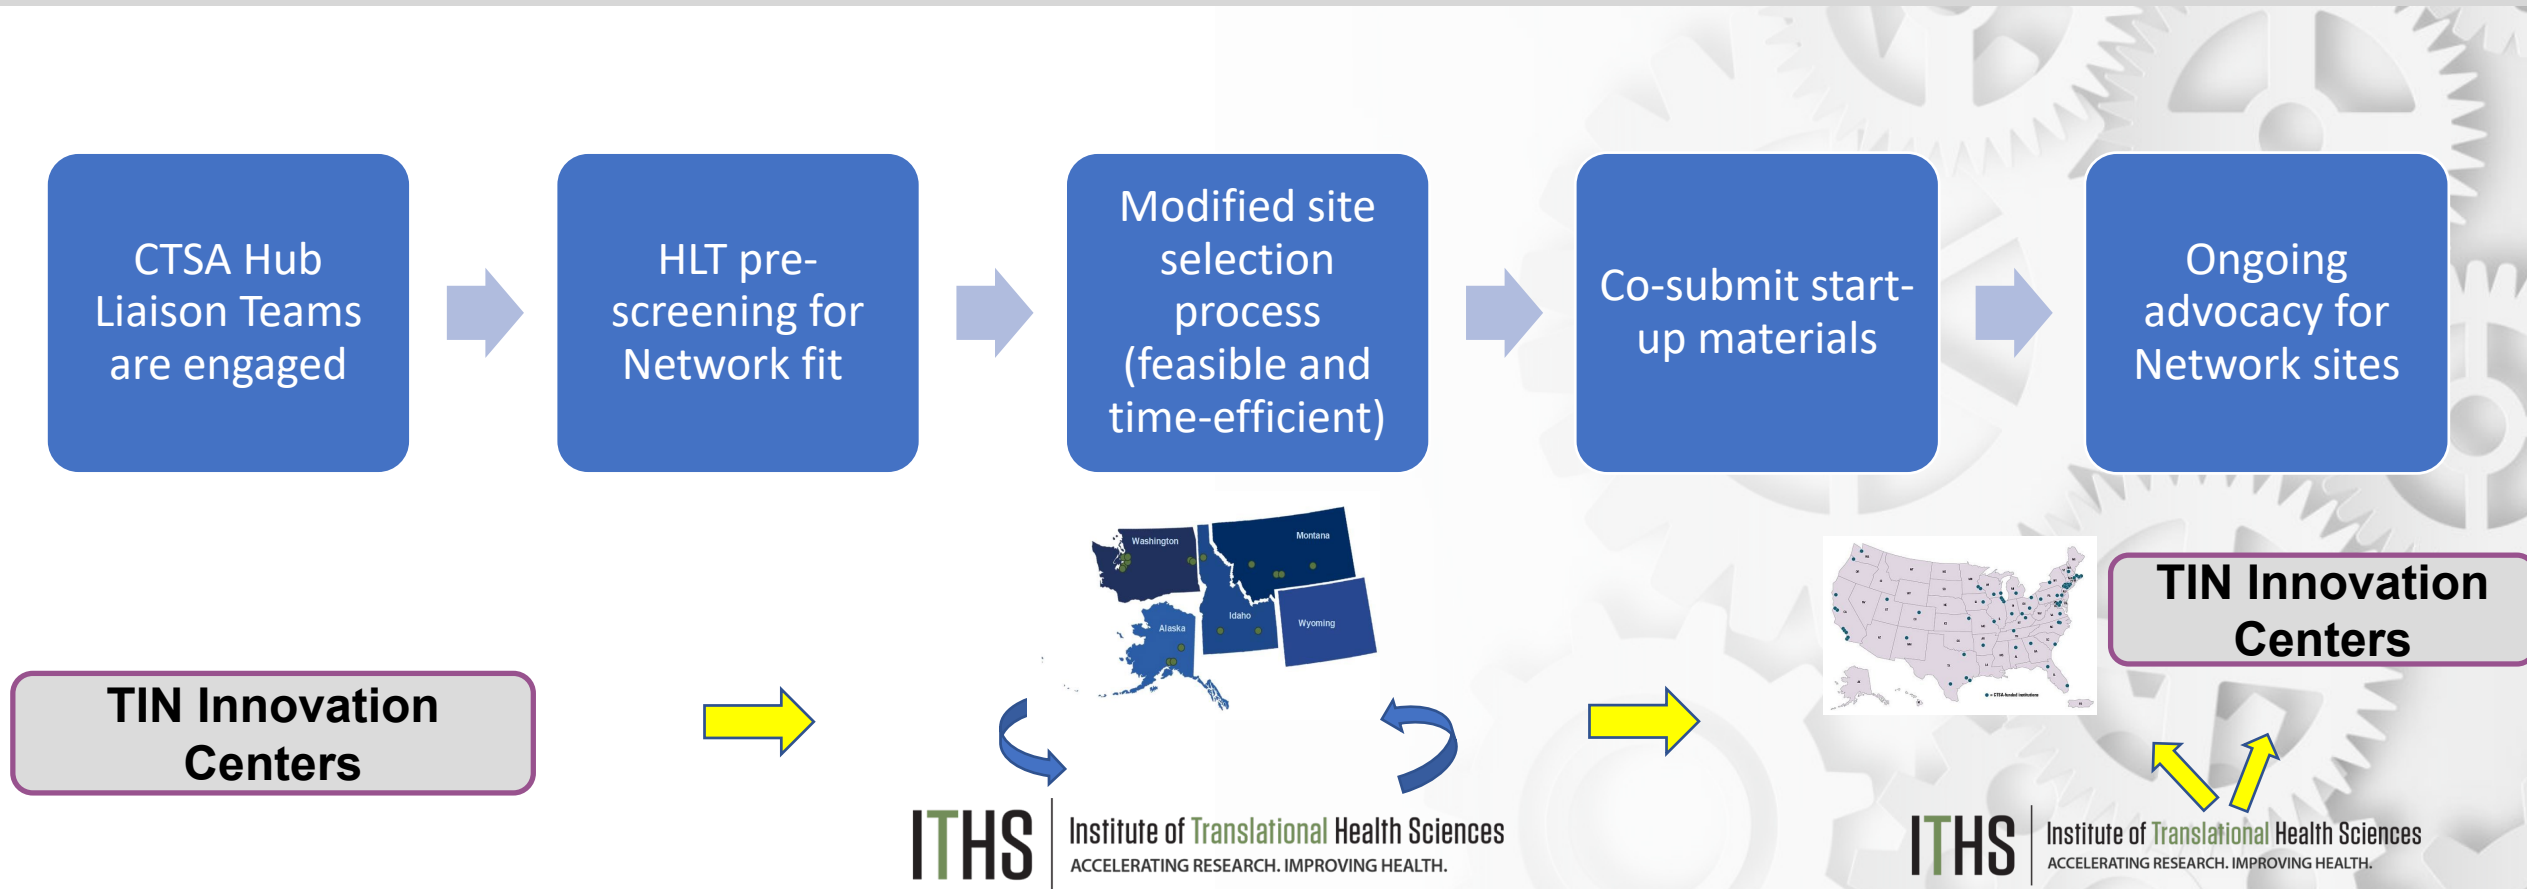 CTSA Hub
Liaison Teams
are engaged
HLT pre-
screening for
Network fit
Modified site
selection
process
(feasible and
time-efficient)
Co-submit start-
up materials
Ongoing
advocacy for
Network sites
Washington
Montana
Idaho
Wyoming
Alaska
TIN Innovation
Centers
= CTSA-funded institutions
TIN Innovation
Centers
ITHS
Institute of Translational Health Sciences
ACCELERATING RESEARCH. IMPROVING HEALTH.
ITHS
Institute of Translational Health Sciences
ACCELERATING RESEARCH. IMPROVING HEALTH.